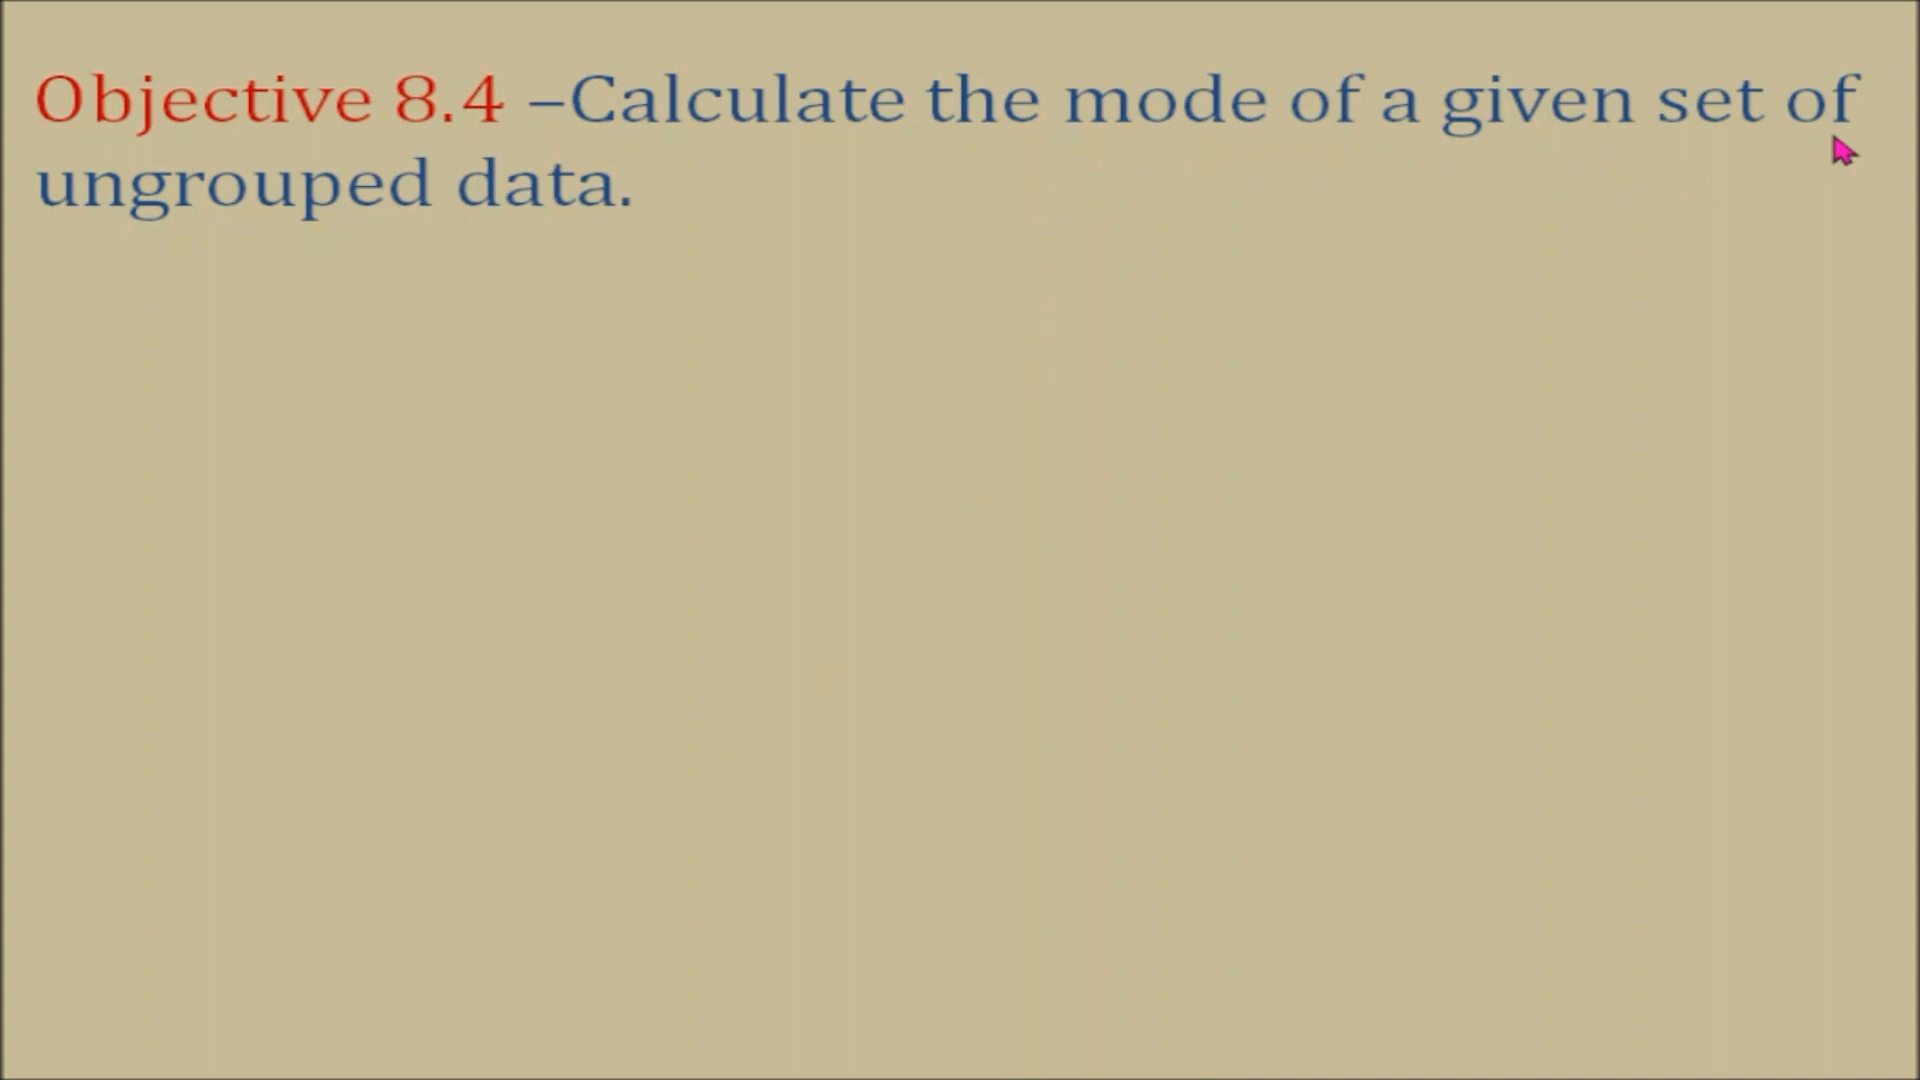 Objective 8.4 –Calculate the mode of a given set of
ungrouped data.